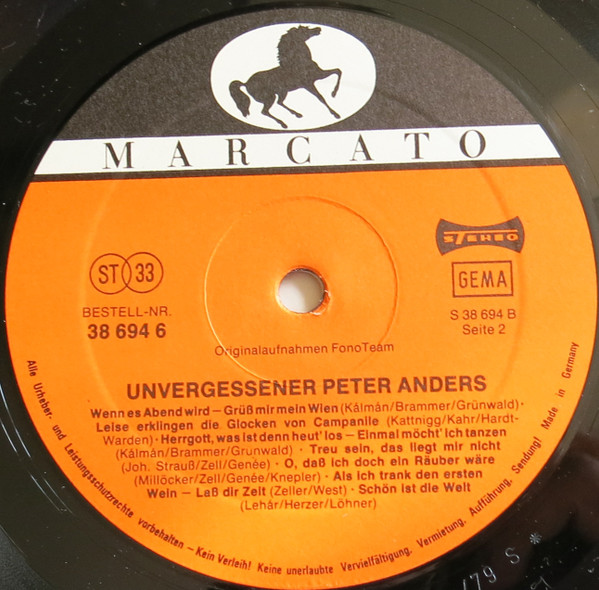 MARCATO
STEREO
ST 33
GEMA
BESTELL-NR.
38 694 6
S 38 694 B
Seite 2
Originalaufnahmen FonoTeam
UNVERGESSENER PETER ANDERS
Wenn es Abend wird – Grüß mir mein Wien (Kálmán/Brammer/Grünwald) ·
Leise erklingen die Glocken von Campanile (Kattnigg/Kahr/Hardt-
Warden) · Herrgott, was ist denn heut' los – Einmal möcht' ich tanzen
(Kálmán/Brammer/Grunwald) · Treu sein, das liegt mir nicht
(Joh. Strauß/Zell/Genée) · O, daß ich doch ein Räuber wäre
(Millöcker/Zell/Genée/Knepler) · Als ich trank den ersten
Wein – Laß dir Zeit (Zeller/West) · Schön ist die Welt
(Lehár/Herzer/Löhner)
Alle Urheber- und Leistungsschutzrechte vorbehalten – Kein Verleih! Keine unerlaubte Vervielfältigung, Vermietung, Aufführung, Sendung! Made in Germany